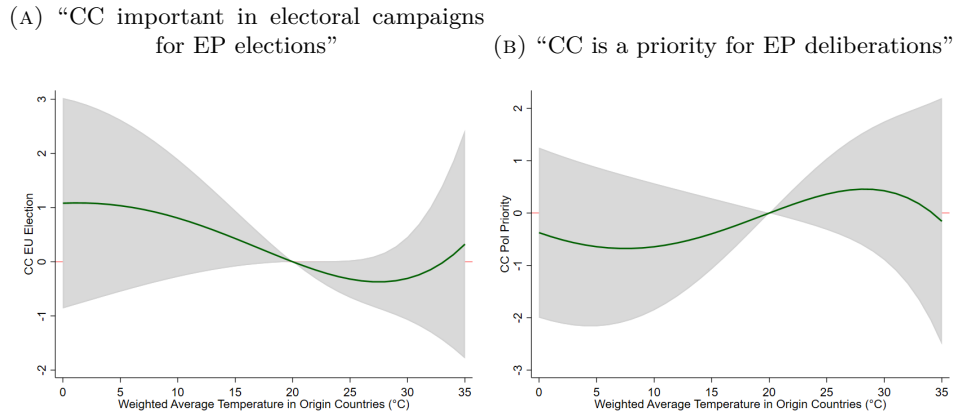 (A) “CC important in electoral campaigns
for EP elections”
(B) “CC is a priority for EP deliberations”
3
2
1
0
-1
-2
CC EU Election
0 5 10 15 20 25 30 35
Weighted Average Temperature in Origin Countries (°C)
2
1
0
-1
-2
-3
CC Pol Priority
0 5 10 15 20 25 30 35
Weighted Average Temperature in Origin Countries (°C)